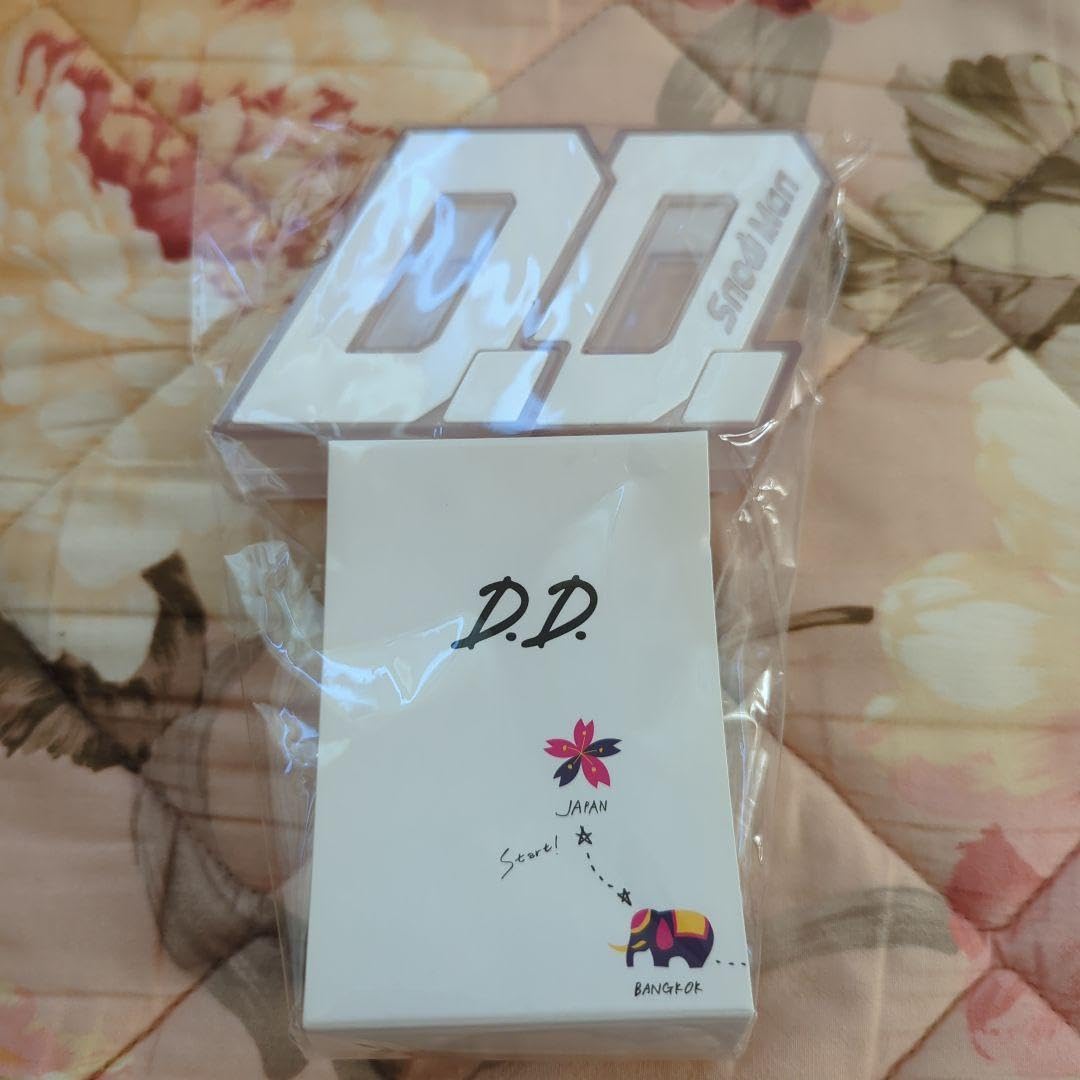 D.D.
Snow Man
D.D.
JAPAN
Start!
BANGKOK